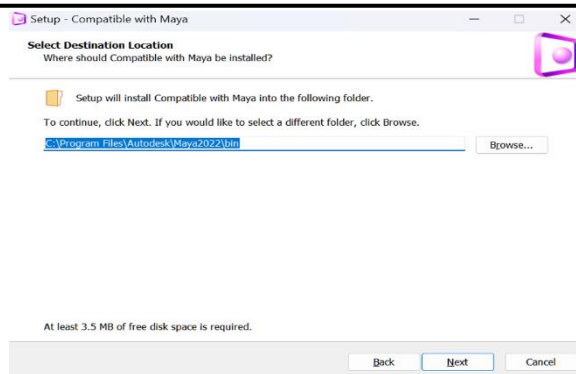 Setup - Compatible with Maya
Select Destination Location
Where should Compatible with Maya be installed?
Setup will install Compatible with Maya into the following folder.
To continue, click Next. If you would like to select a different folder, click Browse.
C:\Program Files\Autodesk\Maya2022\bin
Browse...
At least 3.5 MB of free disk space is required.
Back Next Cancel